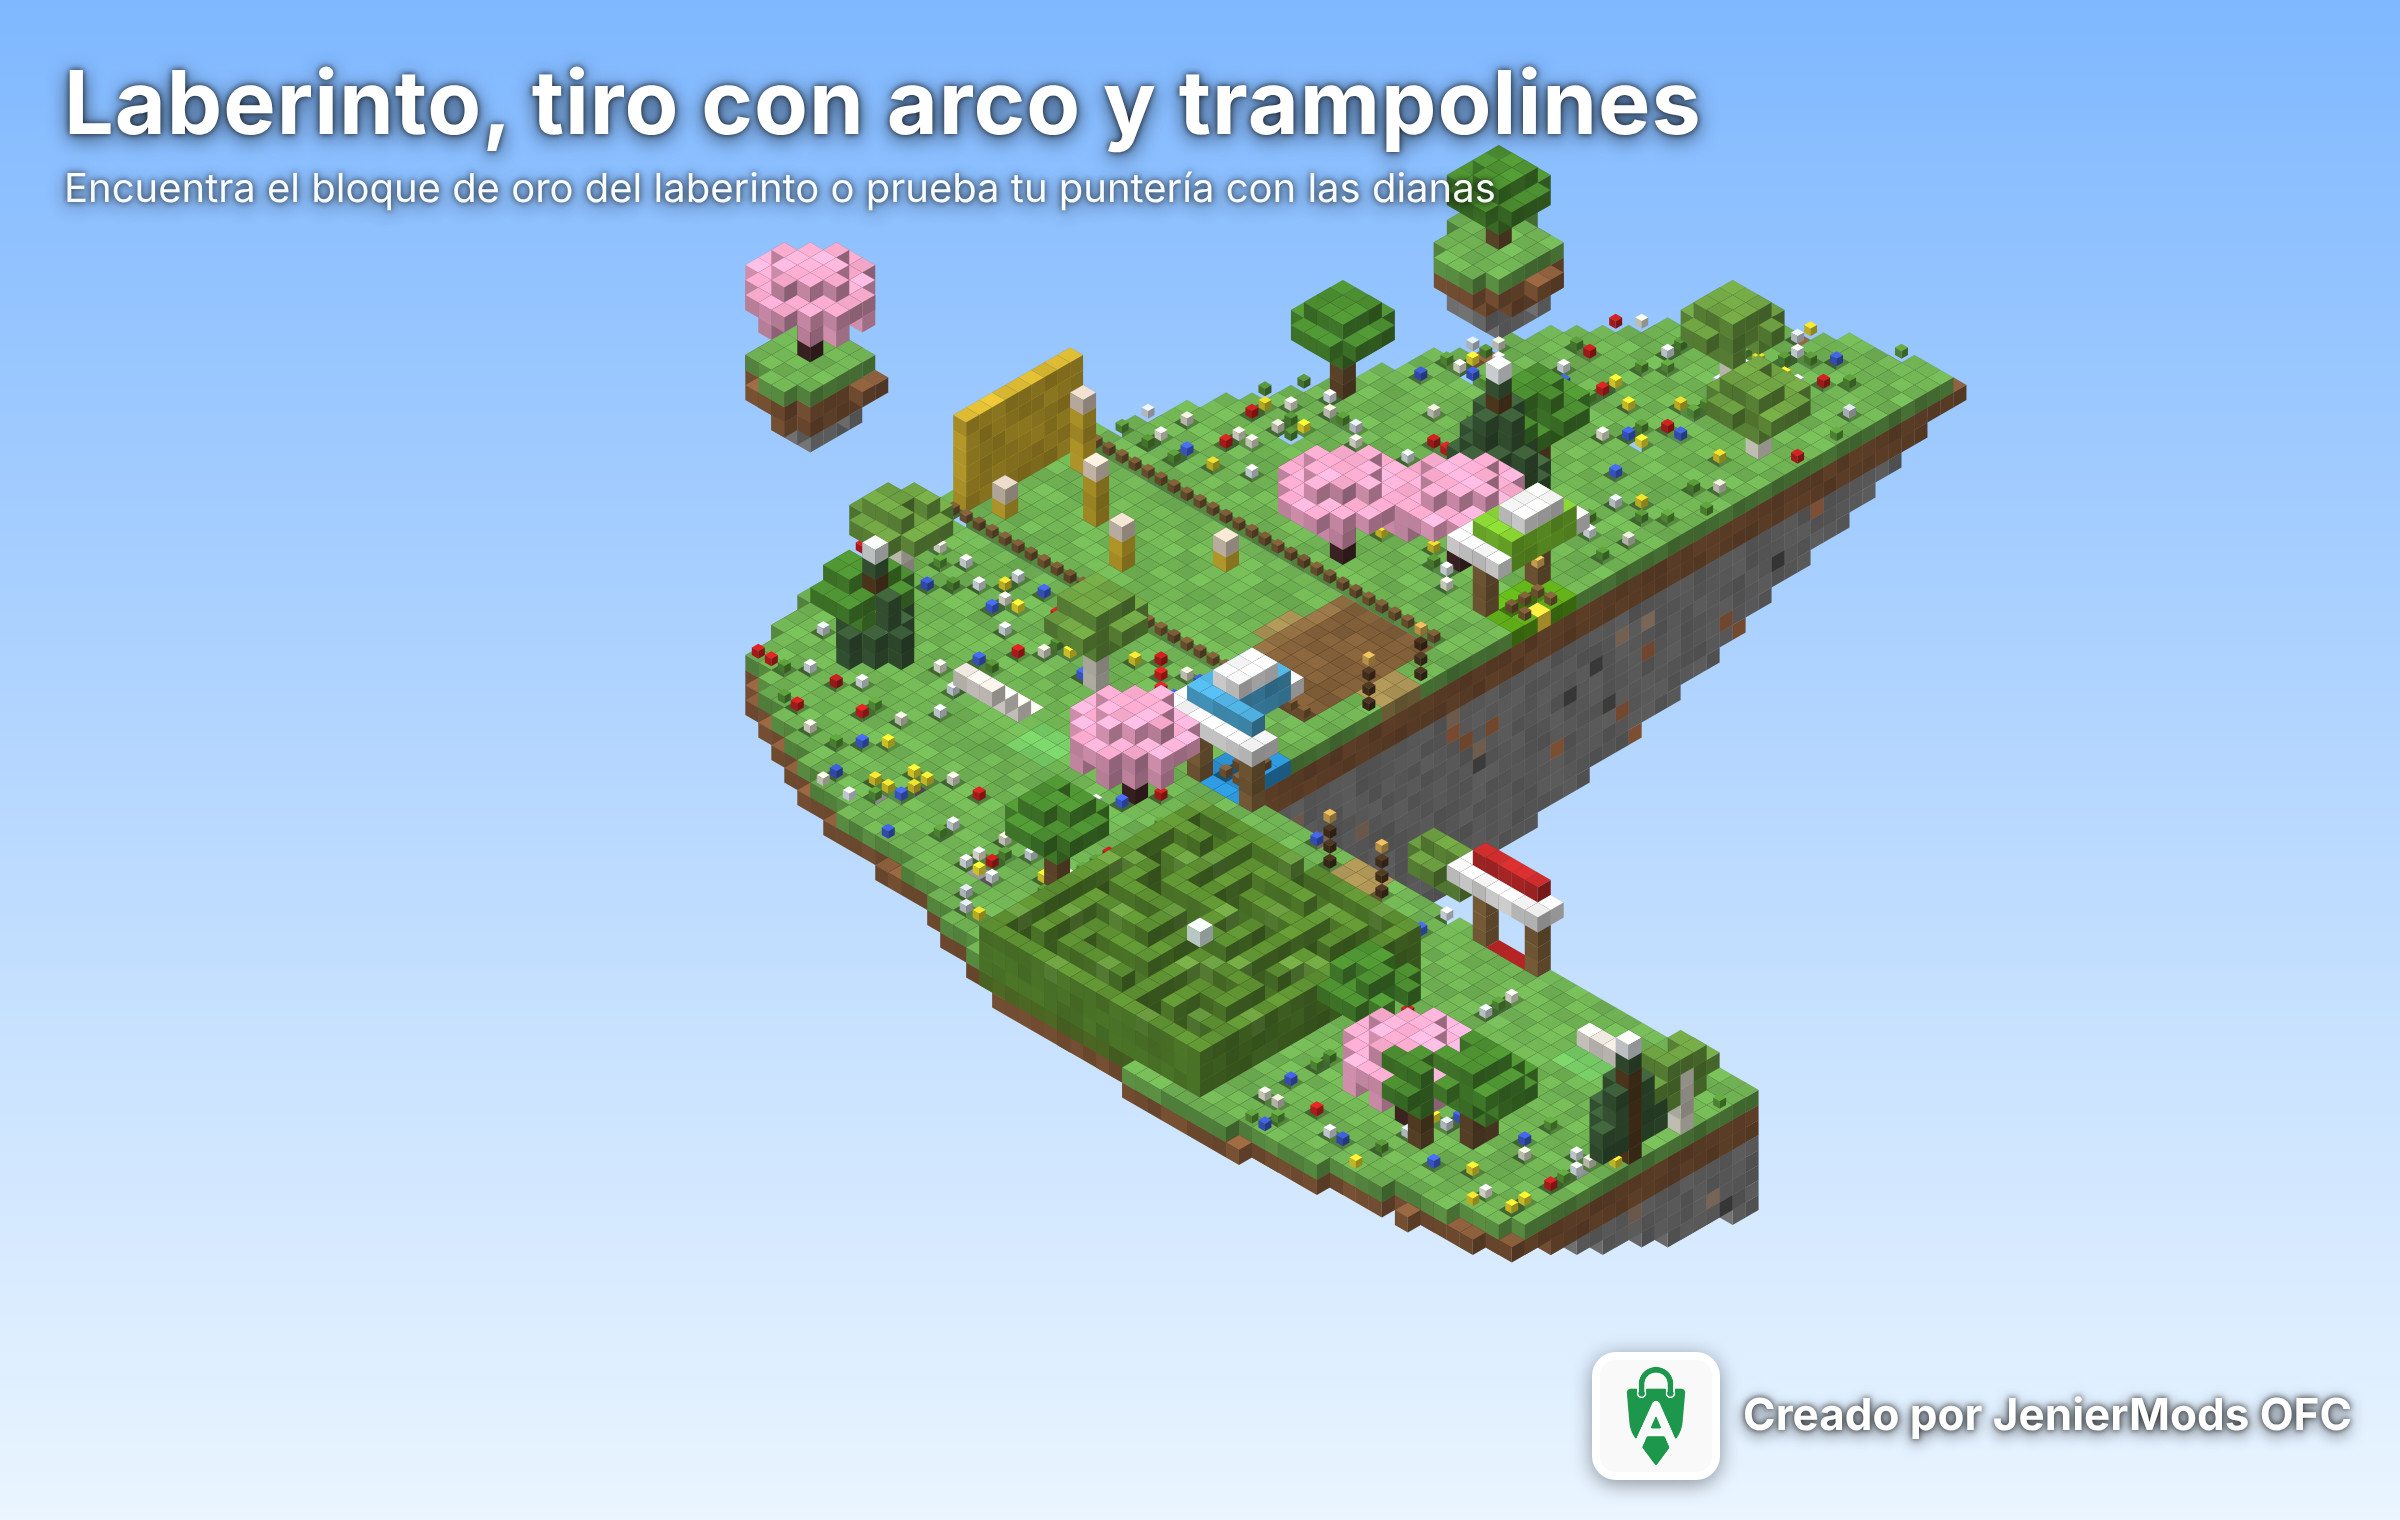 Laberinto, tiro con arco y trampolines
Encuentra el bloque de oro del laberinto o prueba tu puntería con las dianas
A
Creado por JenierMods OFC